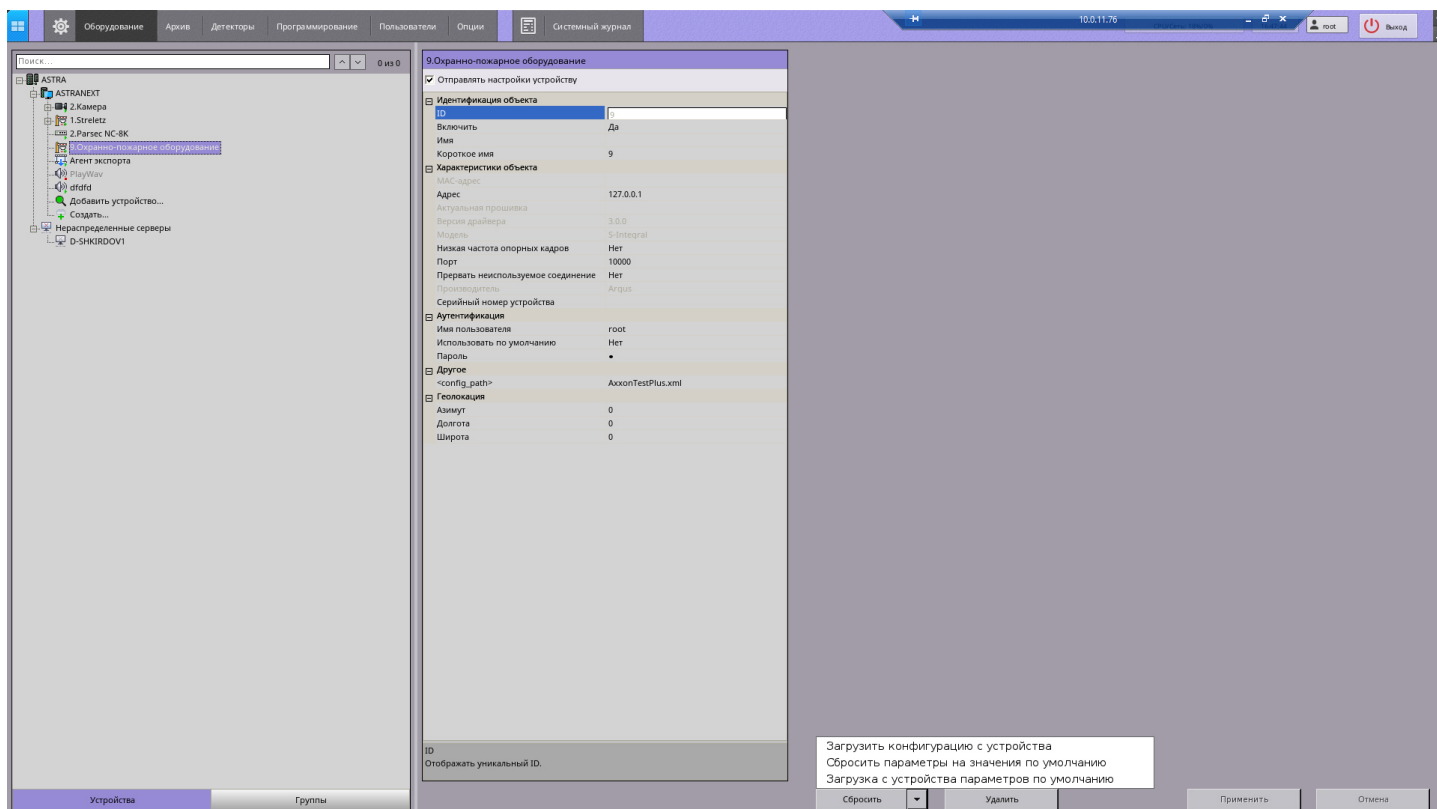 Оборудование Архив Детекторы Программирование Пользователи Опции Системный журнал 10.0.11.76 root Выход
Поиск... 0 из 0
ASTRA
ASTRANEXT
2.Камера
1.Streletz
2.Parsec NC-8K
9.Охранно-пожарное оборудование
Агент экспорта
PlayWav
dfdfd
Добавить устройство...
Создать...
Нераспределенные серверы
D-SHKIRDOV1
Устройства Группы
9.Охранно-пожарное оборудование
Отправлять настройки устройству
Идентификация объекта
ID 9
Включить Да
Имя
Короткое имя 9
Характеристики объекта
MAC-адрес
Адрес 127.0.0.1
Актуальная прошивка
Версия драйвера 3.0.0
Модель S-Integral
Низкая частота опорных кадров Нет
Порт 10000
Прервать неиспользуемое соединение Нет
Производитель Argus
Серийный номер устройства
Аутентификация
Имя пользователя root
Использовать по умолчанию Нет
Пароль •
Другое
<config_path> AxxonTestPlus.xml
Геолокация
Азимут 0
Долгота 0
Широта 0
ID
Отображать уникальный ID.
Загрузить конфигурацию с устройства
Сбросить параметры на значения по умолчанию
Загрузка с устройства параметров по умолчанию
Сбросить Удалить Применить Отмена